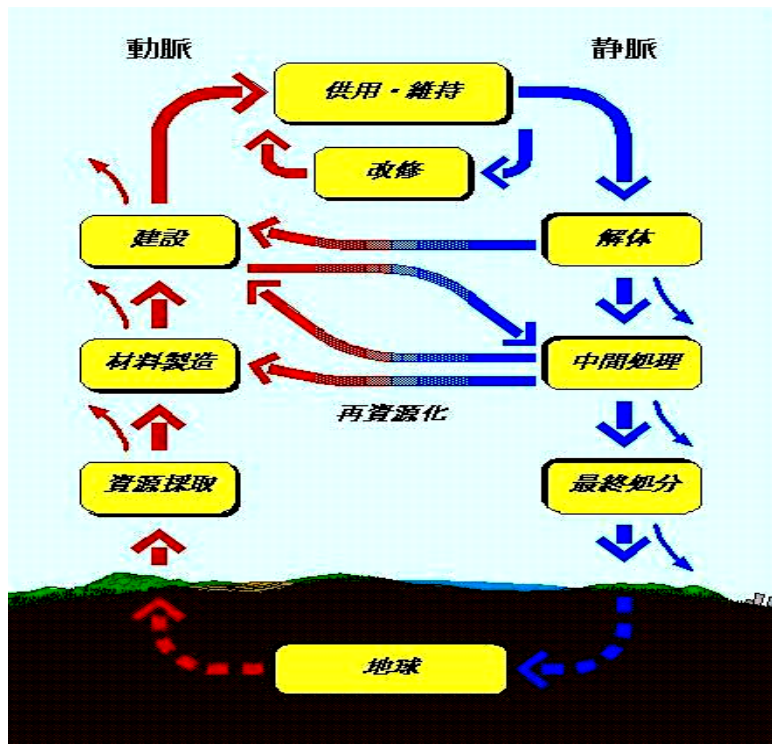 動脈
静脈
供用・維持
改修
建設
解体
材料製造
中間処理
再資源化
資源採取
最終処分
地球